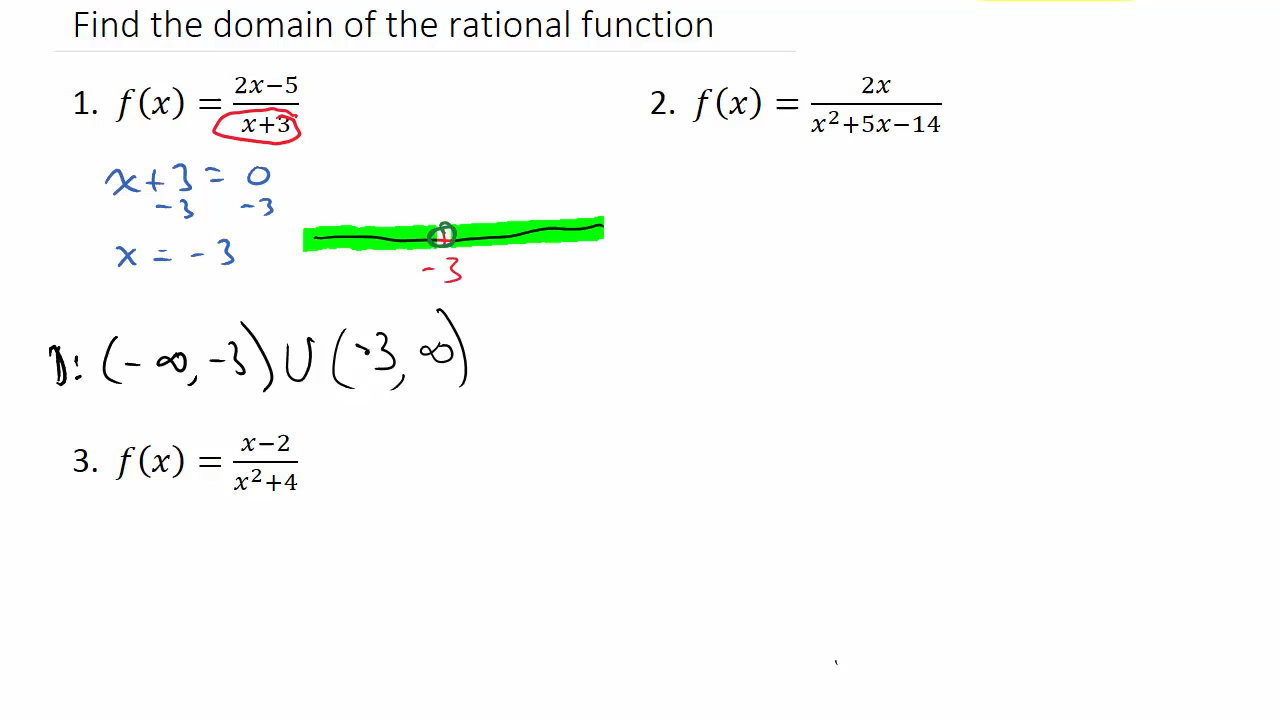 Find the domain of the rational function
1. f(x) = (2x−5)/(x+3)
x + 3 = 0
−3 −3
x = −3
−3
D: (−∞, −3) ∪ (−3, ∞)
2. f(x) = 2x/(x²+5x−14)
3. f(x) = (x−2)/(x²+4)